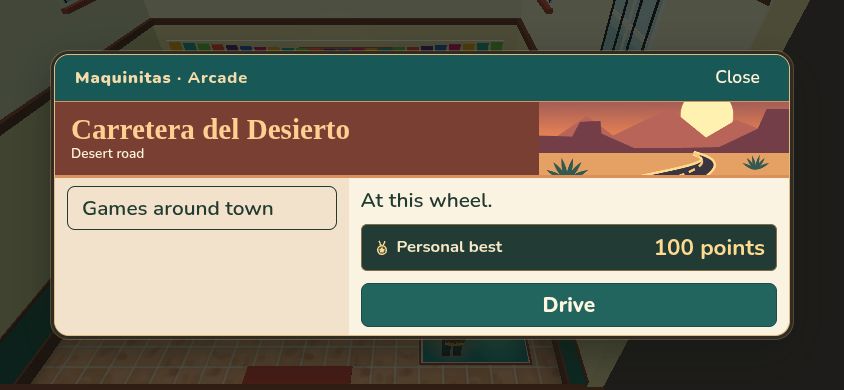 Maquinitas · Arcade
Close
Carretera del Desierto
Desert road
Games around town
At this wheel.
Personal best
100 points
Drive